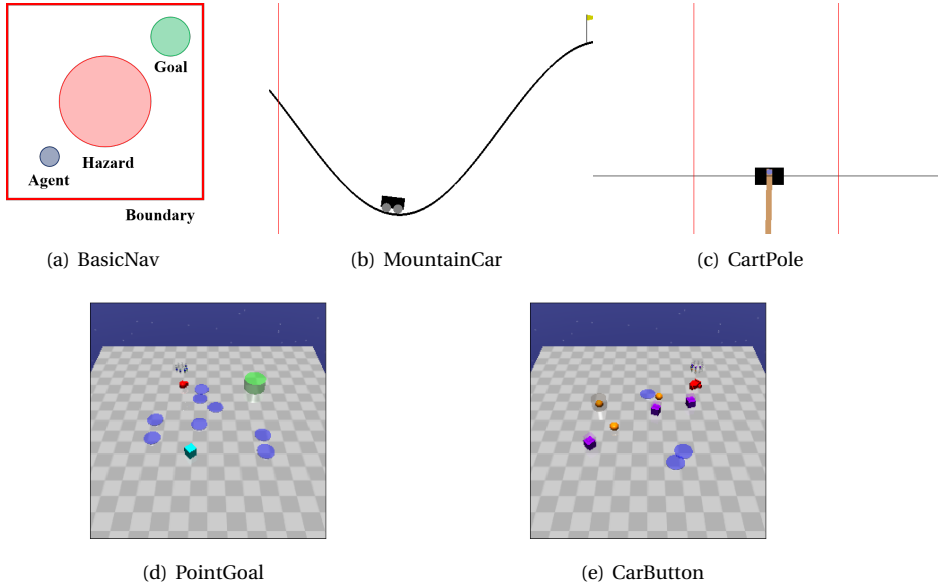 Goal
Hazard
Agent
Boundary
(a) BasicNav
(b) MountainCar
(c) CartPole
(d) PointGoal
(e) CarButton